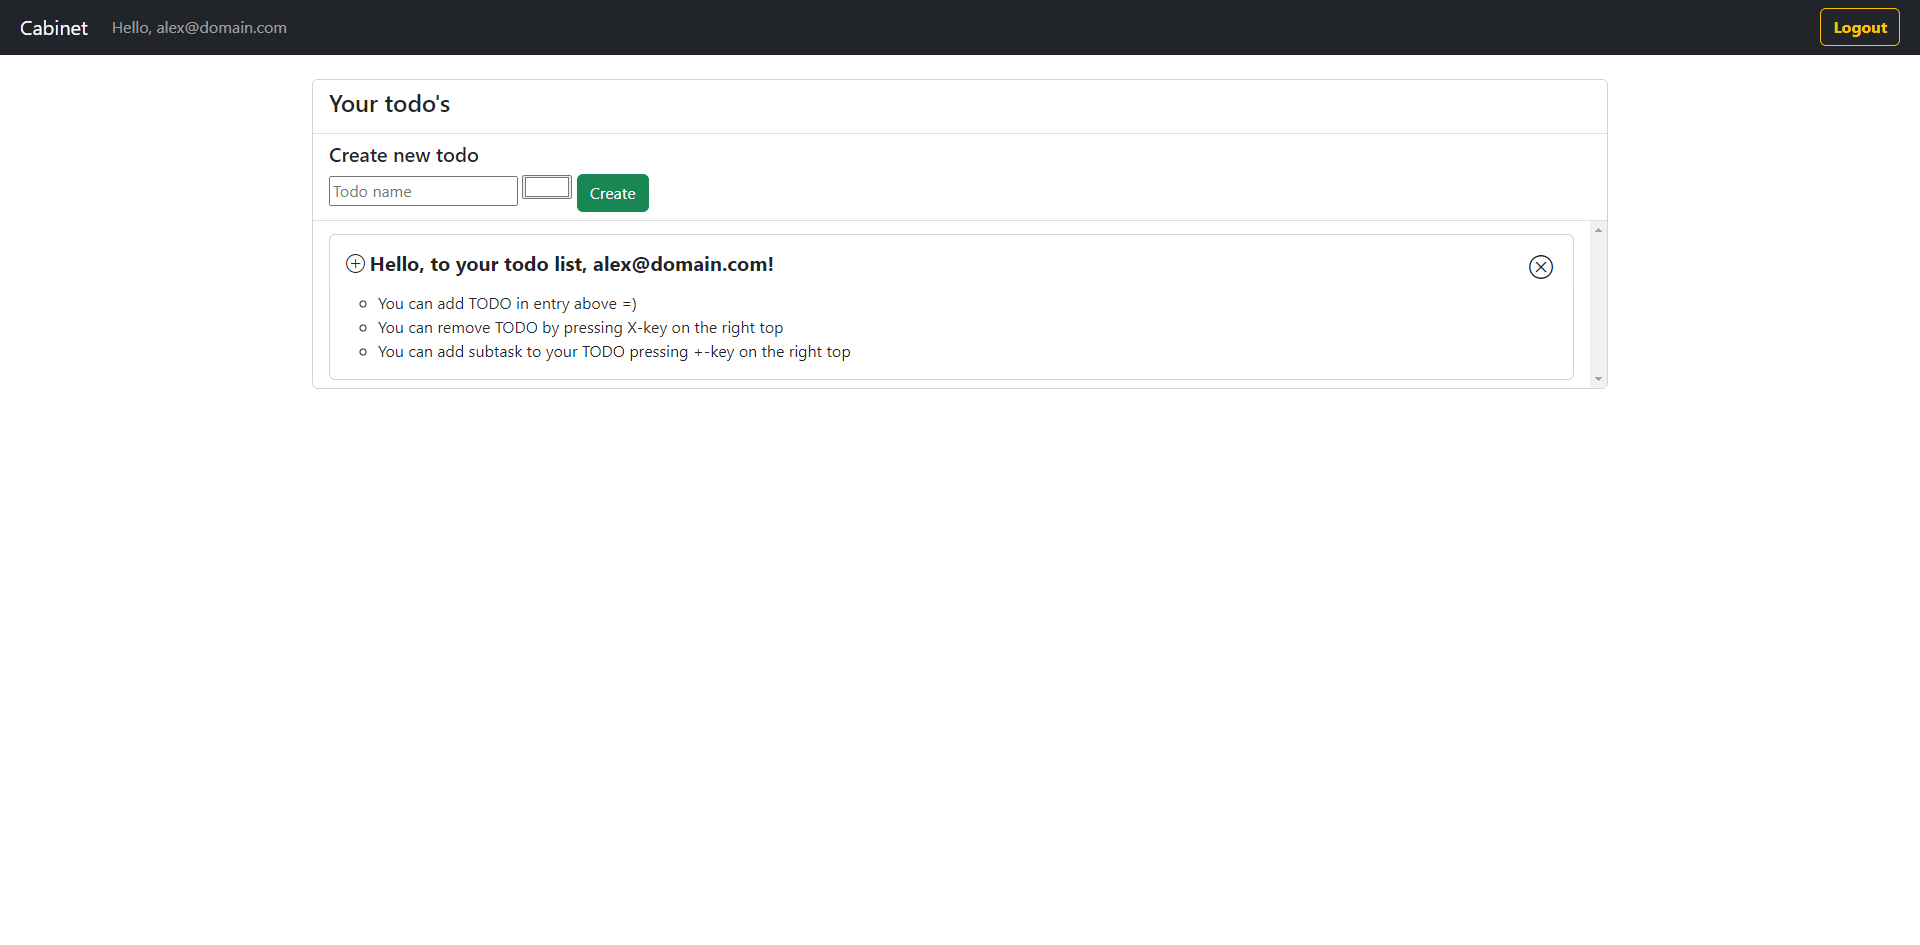 Cabinet Hello, alex@domain.com Logout
Your todo's
Create new todo
Todo name Create
Hello, to your todo list, alex@domain.com!
You can add TODO in entry above =)
You can remove TODO by pressing X-key on the right top
You can add subtask to your TODO pressing +-key on the right top